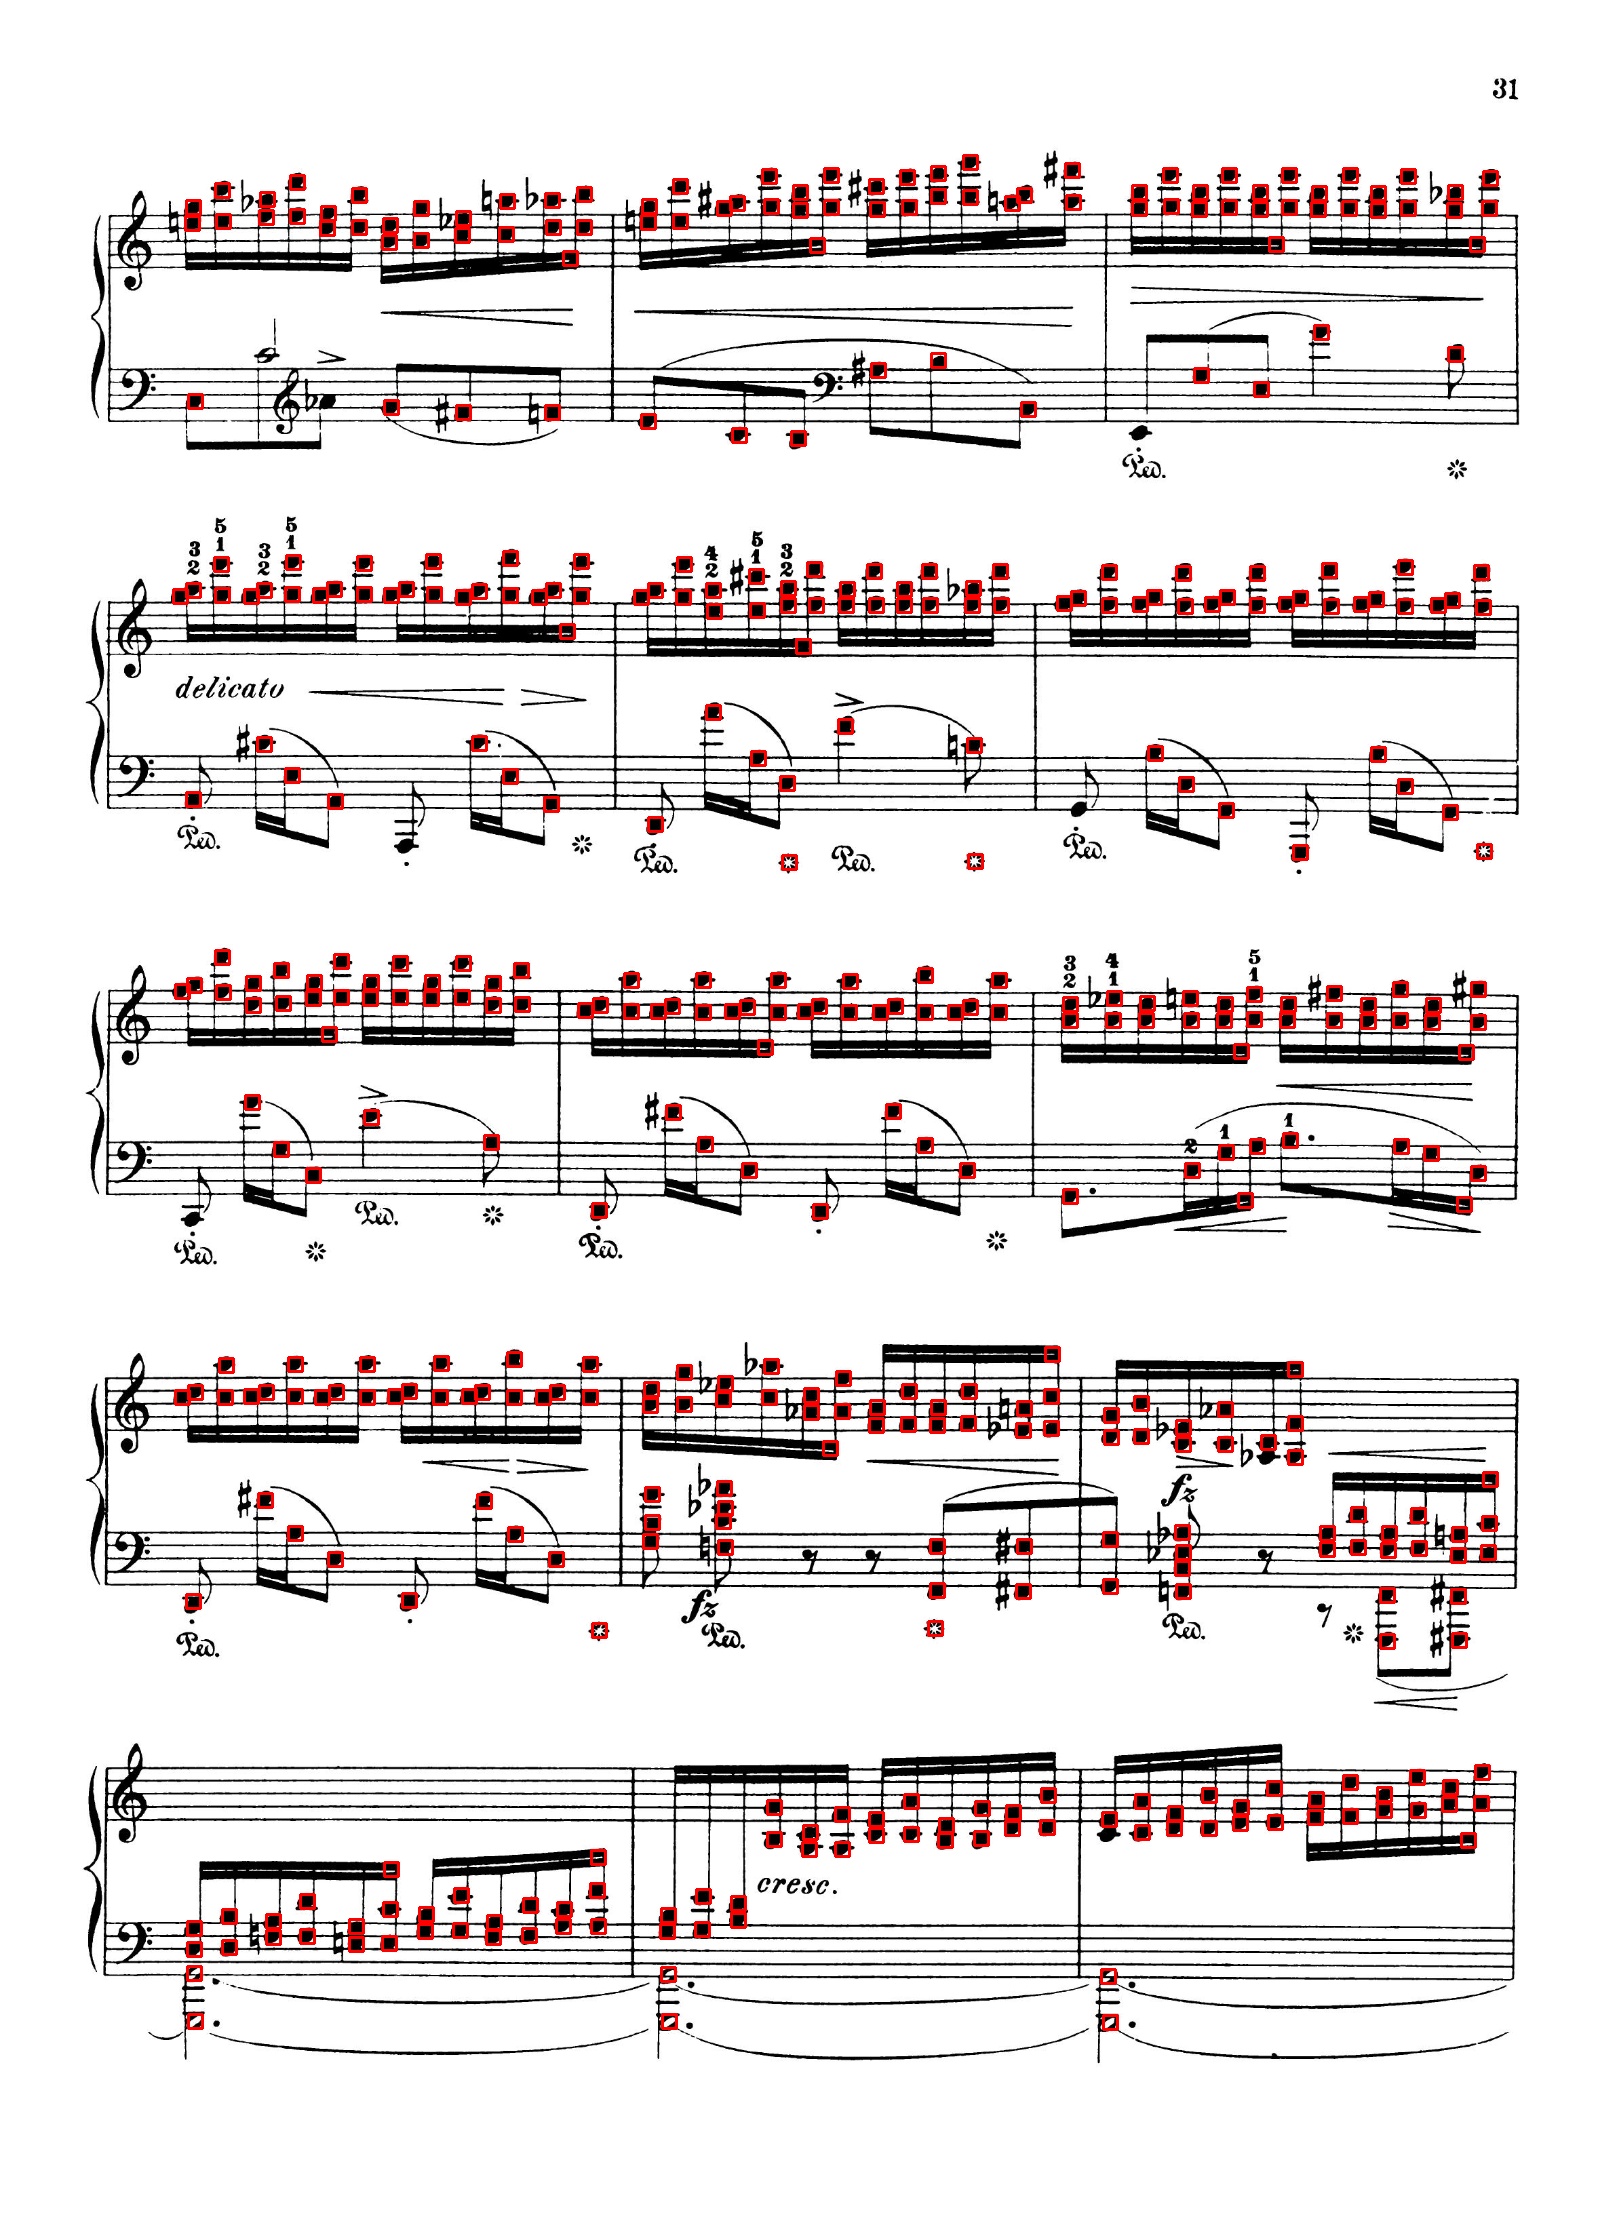 31
Ped.
3 5 3 5
2 1 2 1
4 5 3
2 1 2
delicato
Ped. Ped. Ped. Ped.
3 4 5
2 1 1
2 1 1
Ped. Ped. Ped.
fz
fz
Ped. Ped. Ped.
cresc.